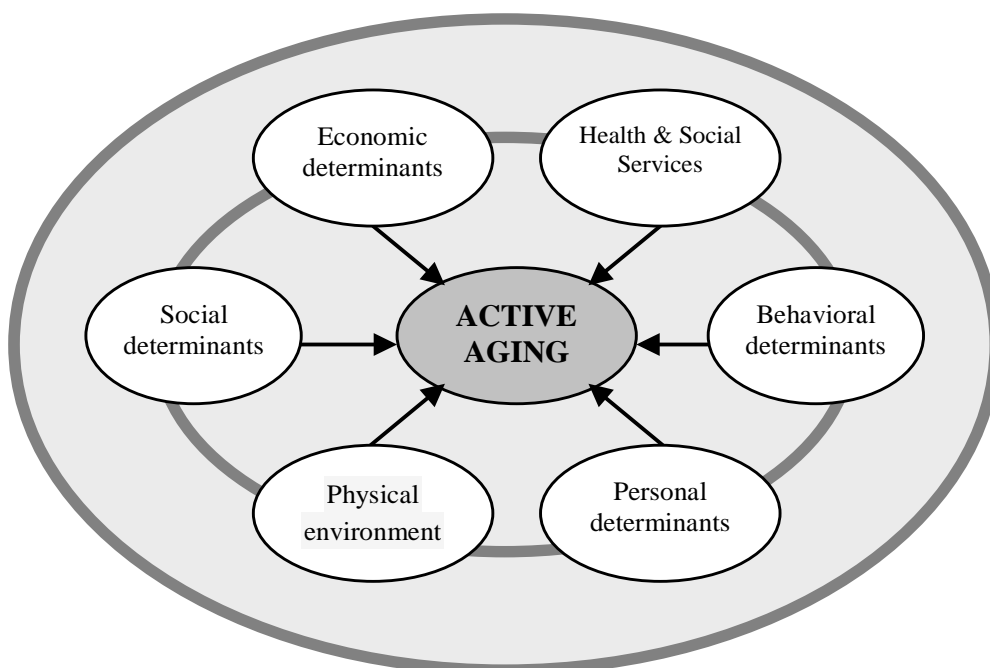 Economic
determinants
Health & Social
Services
Social
determinants
ACTIVE
AGING
Behavioral
determinants
Physical
environment
Personal
determinants